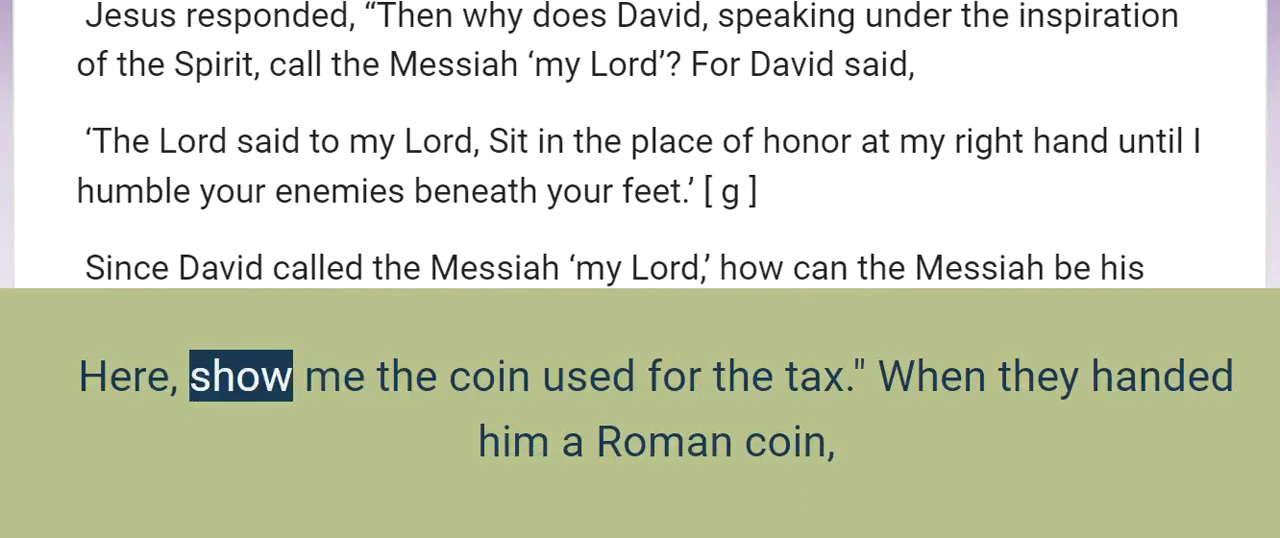 Jesus responded, “Then why does David, speaking under the inspiration
of the Spirit, call the Messiah ‘my Lord’? For David said,
‘The Lord said to my Lord, Sit in the place of honor at my right hand until I
humble your enemies beneath your feet.’ [ g ]
Since David called the Messiah ‘my Lord,’ how can the Messiah be his
Here, show me the coin used for the tax." When they handed
him a Roman coin,